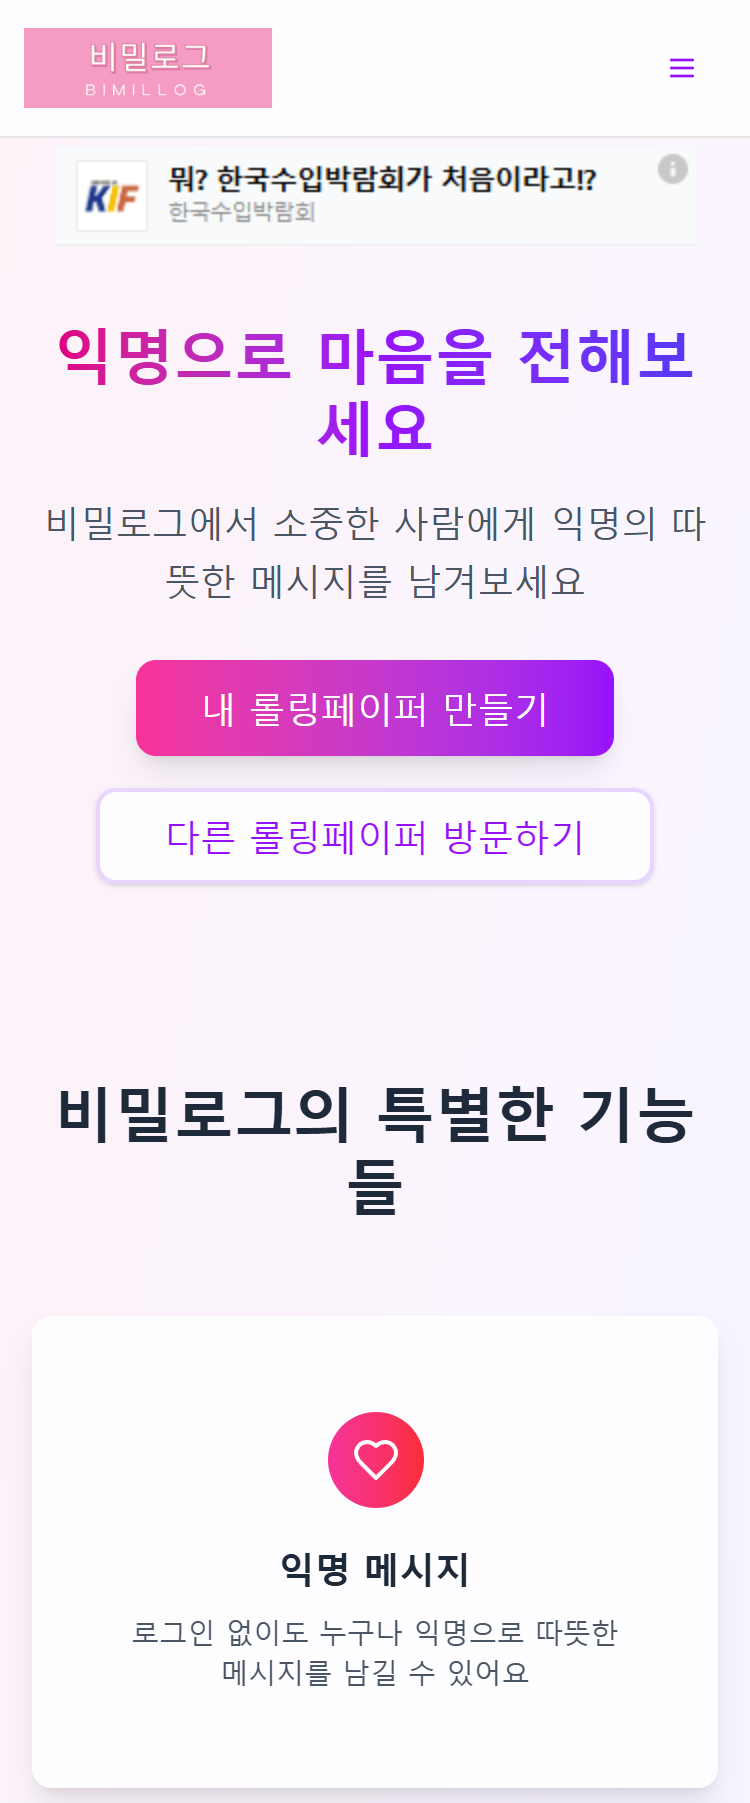 비밀로그
BIMILLOG
KIF
뭐? 한국수입박람회가 처음이라고!?
한국수입박람회
익명으로 마음을 전해보
세요
비밀로그에서 소중한 사람에게 익명의 따
뜻한 메시지를 남겨보세요
내 롤링페이퍼 만들기
다른 롤링페이퍼 방문하기
비밀로그의 특별한 기능
들
익명 메시지
로그인 없이도 누구나 익명으로 따뜻한
메시지를 남길 수 있어요